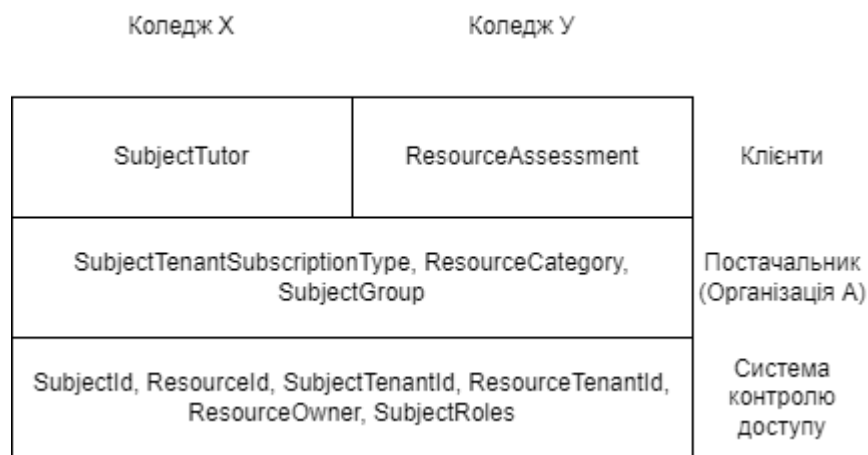 Коледж Х
Коледж У
SubjectTutor
ResourceAssessment
Клієнти
SubjectTenantSubscriptionType, ResourceCategory,
SubjectGroup
Постачальник
(Організація А)
SubjectId, ResourceId, SubjectTenantId, ResourceTenantId,
ResourceOwner, SubjectRoles
Система
контролю
доступу